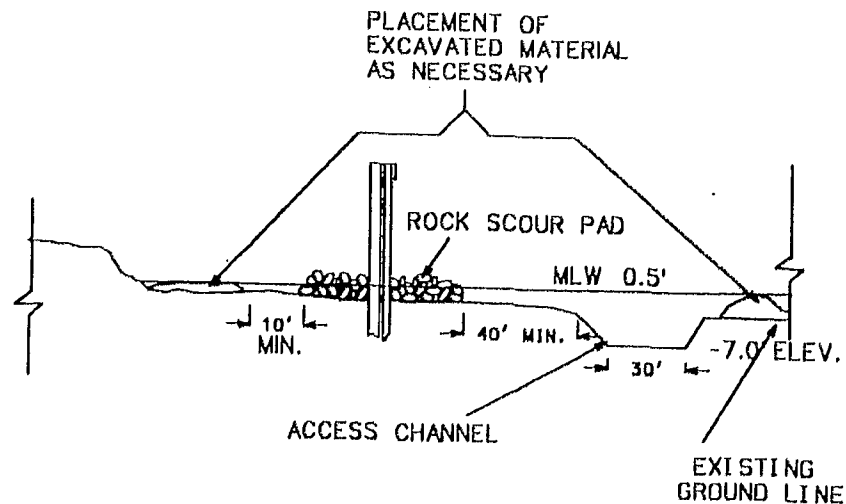 PLACEMENT OF
EXCAVATED MATERIAL
AS NECESSARY
ROCK SCOUR PAD
MLW 0.5'
10'
MIN.
40' MIN.
30'
-7.0' ELEV.
ACCESS CHANNEL
EXISTING
GROUND LINE